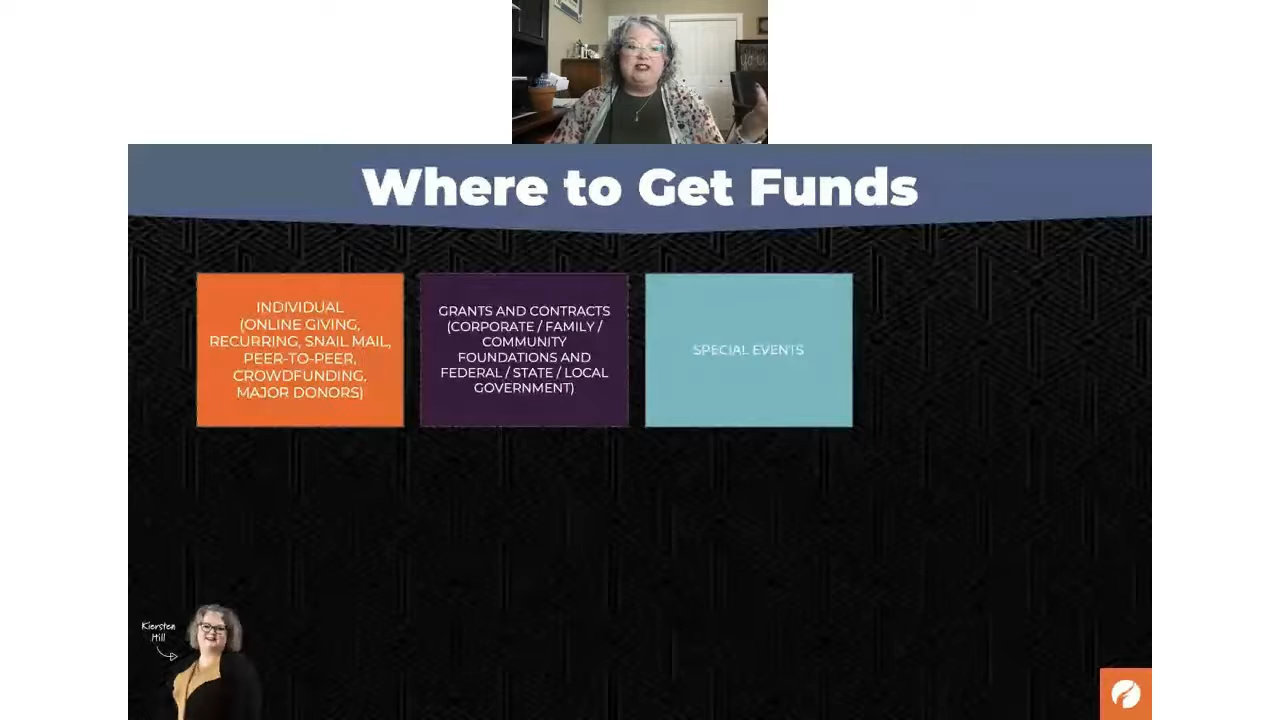 Where to Get Funds
INDIVIDUAL
(ONLINE GIVING,
RECURRING, SNAIL MAIL,
PEER-TO-PEER,
CROWDFUNDING,
MAJOR DONORS)
GRANTS AND CONTRACTS
(CORPORATE / FAMILY /
COMMUNITY
FOUNDATIONS AND
FEDERAL / STATE / LOCAL
GOVERNMENT)
SPECIAL EVENTS
Kiersten
Hill